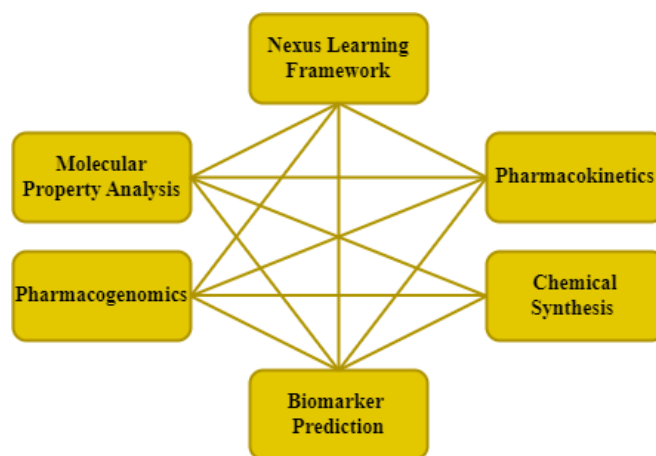 Nexus Learning
Framework
Molecular
Property Analysis
Pharmacokinetics
Pharmacogenomics
Chemical
Synthesis
Biomarker
Prediction